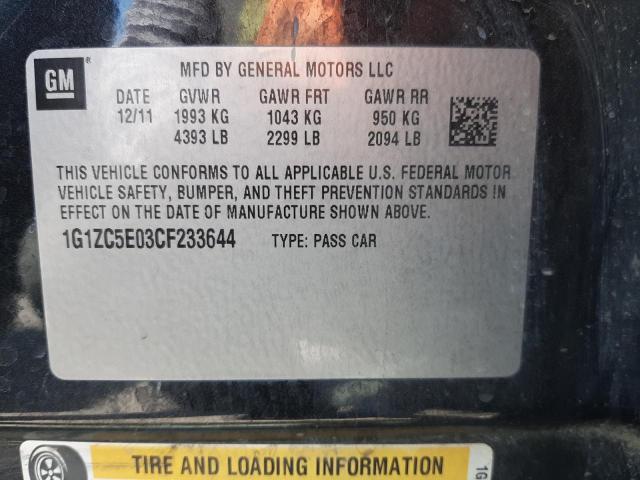 GM ®
MFD BY GENERAL MOTORS LLC
DATE GVWR GAWR FRT GAWR RR
12/11 1993 KG 1043 KG 950 KG
4393 LB 2299 LB 2094 LB
THIS VEHICLE CONFORMS TO ALL APPLICABLE U.S. FEDERAL MOTOR
VEHICLE SAFETY, BUMPER, AND THEFT PREVENTION STANDARDS IN
EFFECT ON THE DATE OF MANUFACTURE SHOWN ABOVE.
1G1ZC5E03CF233644 TYPE: PASS CAR
TIRE AND LOADING INFORMATION
1G